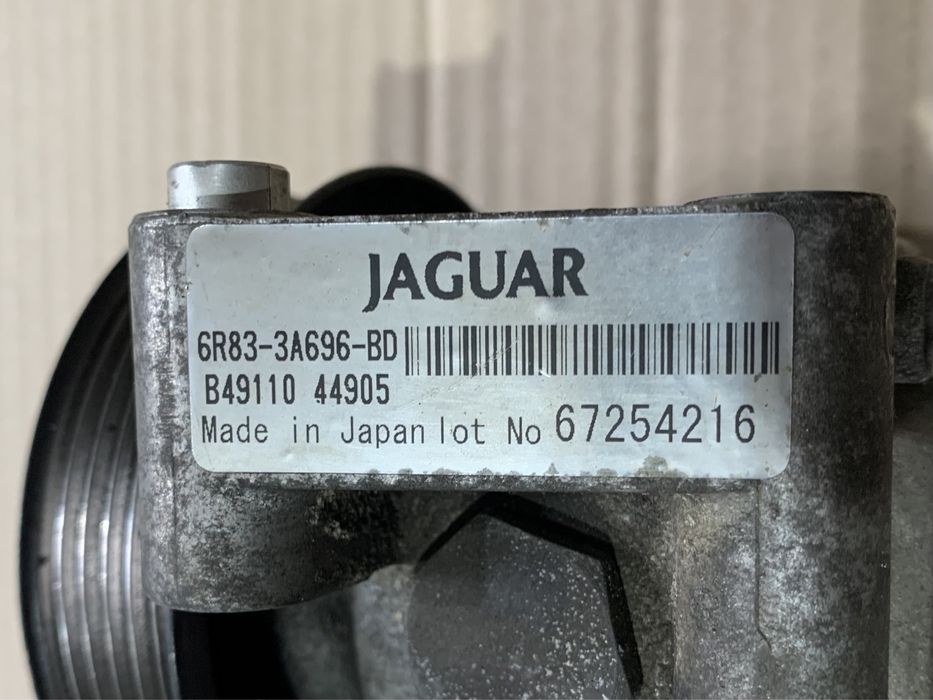 JAGUAR
6R83-3A696-BD
B49110 44905
Made in Japan lot No 67254216